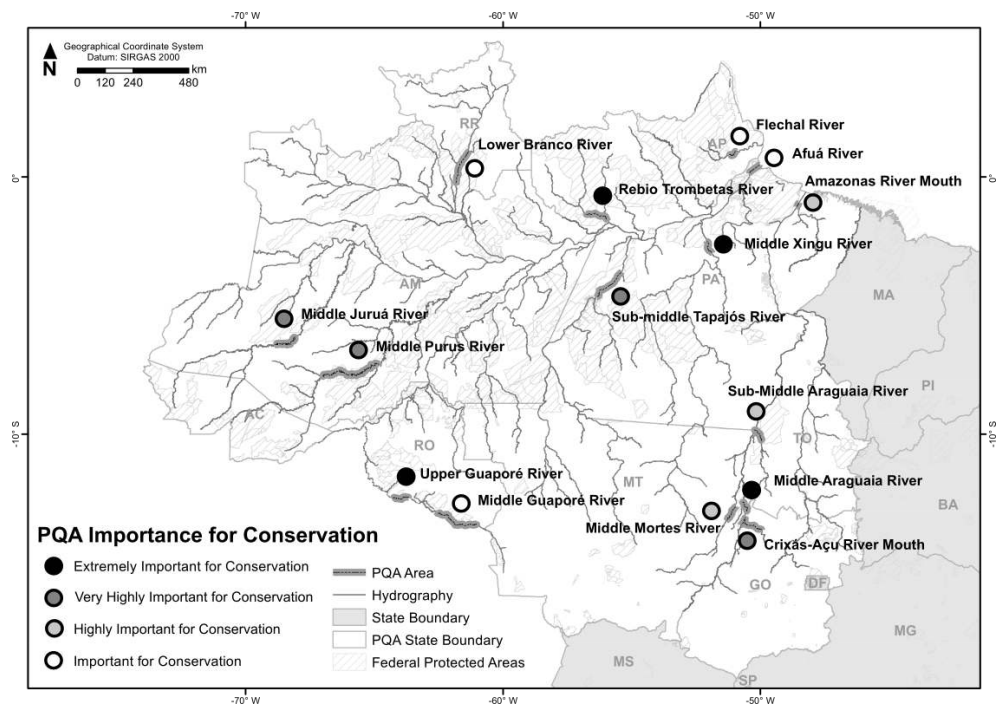 -70° W
-60° W
-50° W
Geographical Coordinate System
Datum: SIRGAS 2000
N
km
0 120 240 480
RR
Lower Branco River
Flechal River
AP
Afuá River
0°
0°
Amazonas River Mouth
Rebio Trombetas River
Middle Xingu River
AM
PA
MA
Middle Juruá River
Sub-middle Tapajós River
Middle Purus River
Sub-Middle Araguaia River
PI
AC
TO
-10° S
-10° S
RO
Upper Guaporé River
MT
Middle Araguaia River
Middle Guaporé River
BA
Middle Mortes River
Crixás-Açu River Mouth
PQA Importance for Conservation
Extremely Important for Conservation
Very Highly Important for Conservation
Highly Important for Conservation
Important for Conservation
PQA Area
Hydrography
State Boundary
PQA State Boundary
Federal Protected Areas
GO
DF
MG
MS
SP
-70° W
-60° W
-50° W